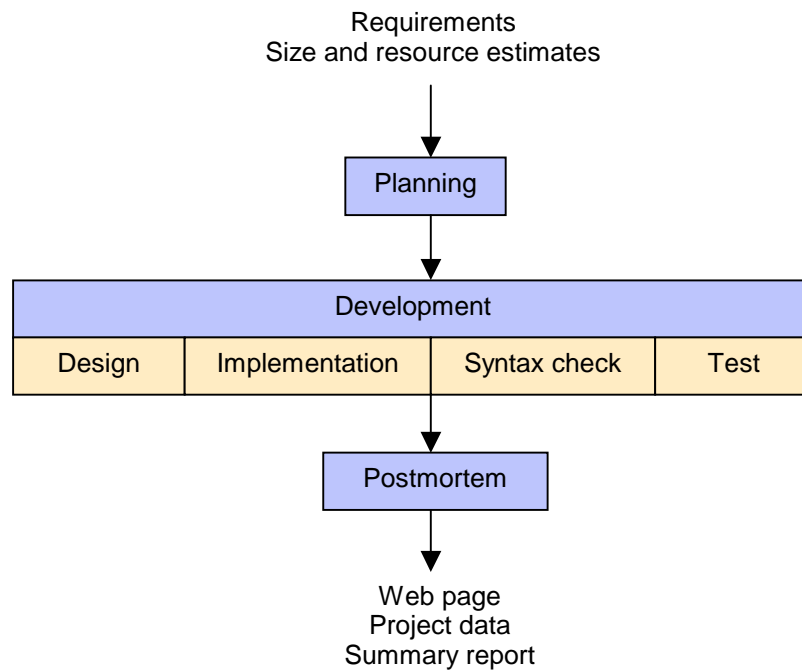 Requirements
Size and resource estimates
Planning
Development
Design Implementation Syntax check Test
Postmortem
Web page
Project data
Summary report